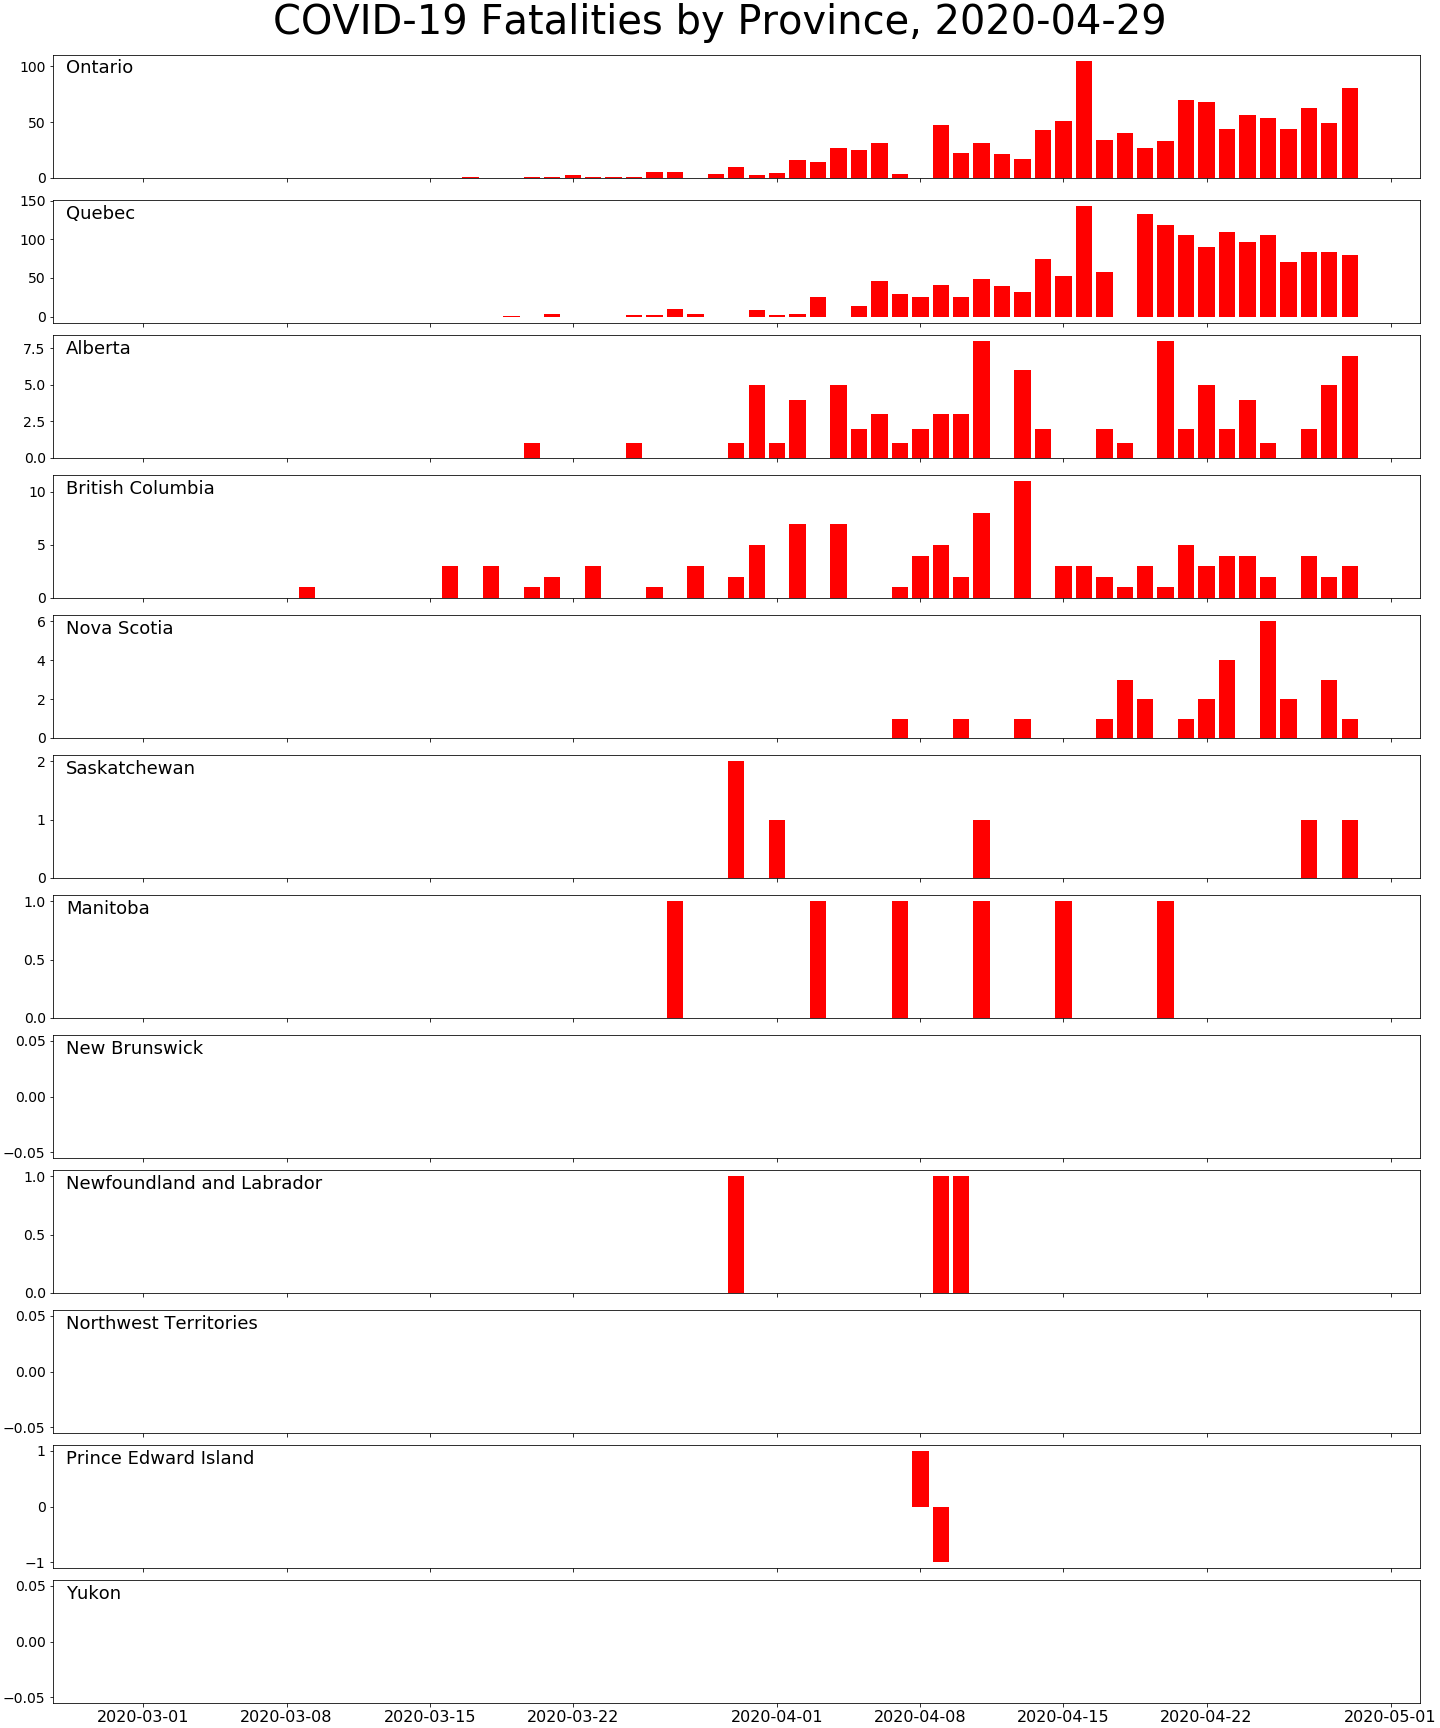 COVID-19 Fatalities by Province, 2020-04-29
100
Ontario
50
0
150
Quebec
100
50
0
7.5
Alberta
5.0
2.5
0.0
10
British Columbia
5
0
6
Nova Scotia
4
2
0
2
Saskatchewan
1
0
1.0
Manitoba
0.5
0.0
0.05
New Brunswick
0.00
−0.05
1.0
Newfoundland and Labrador
0.5
0.0
0.05
Northwest Territories
0.00
−0.05
1
Prince Edward Island
0
−1
0.05
Yukon
0.00
−0.05
2020-03-01 2020-03-08 2020-03-15 2020-03-22 2020-04-01 2020-04-08 2020-04-15 2020-04-22 2020-05-01